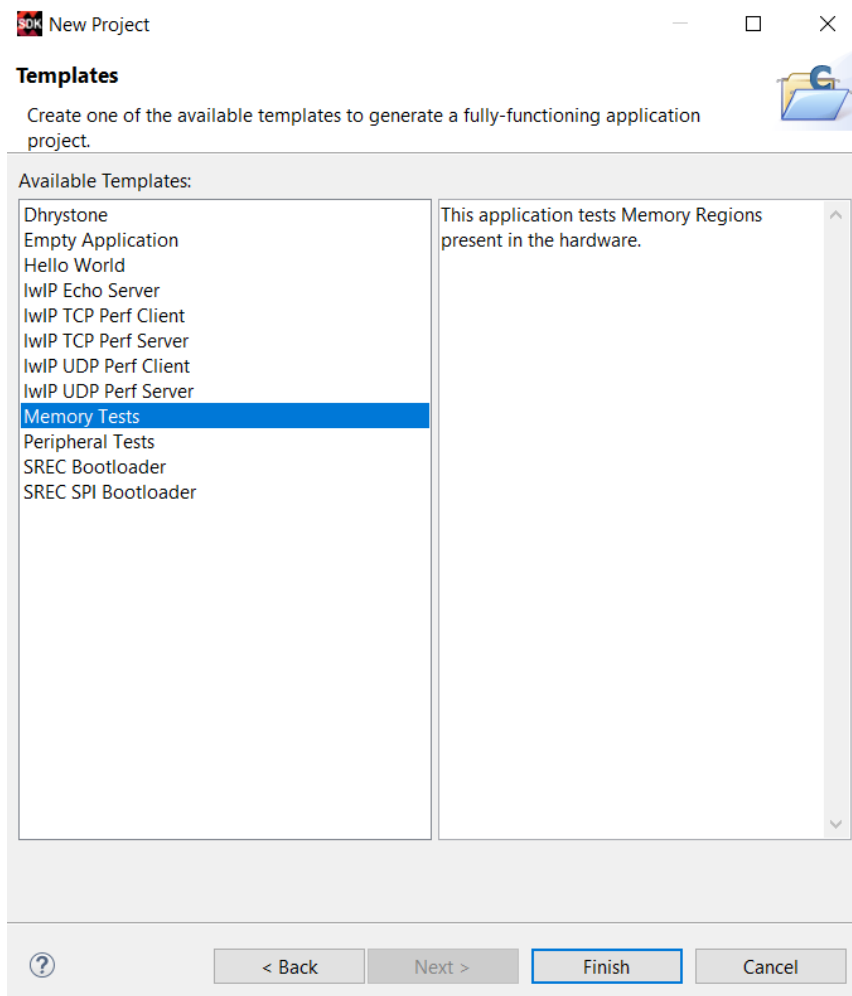 SDK New Project
Templates
Create one of the available templates to generate a fully-functioning application
project.
Available Templates:
Dhrystone
Empty Application
Hello World
lwIP Echo Server
lwIP TCP Perf Client
lwIP TCP Perf Server
lwIP UDP Perf Client
lwIP UDP Perf Server
Memory Tests
Peripheral Tests
SREC Bootloader
SREC SPI Bootloader
This application tests Memory Regions
present in the hardware.
? < Back Next > Finish Cancel